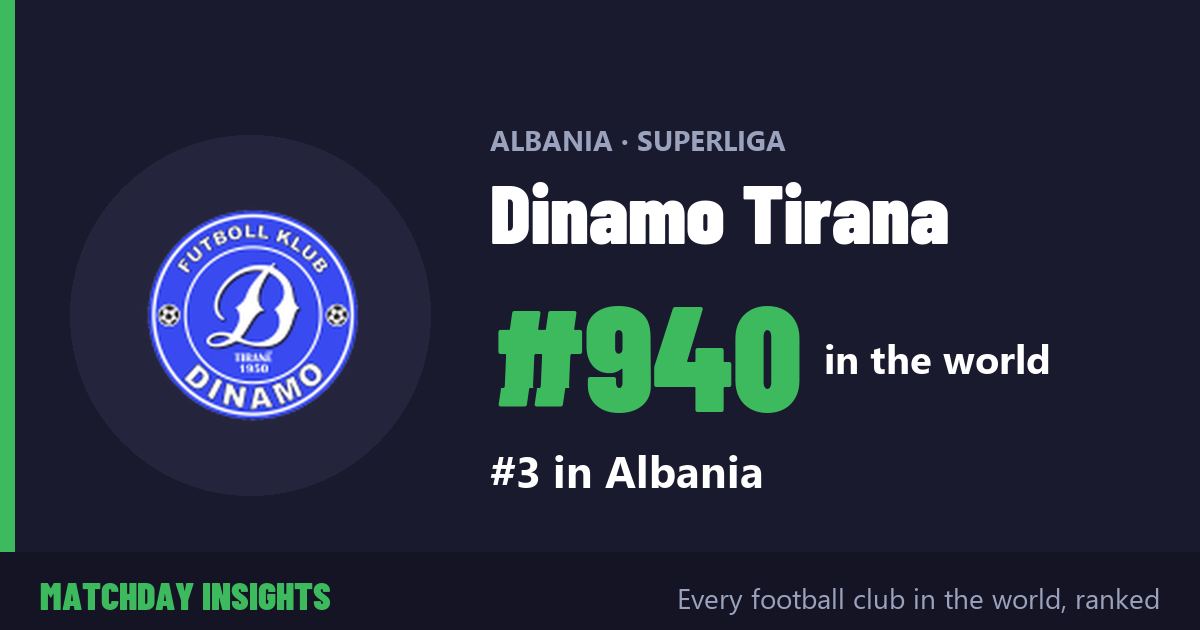 ALBANIA · SUPERLIGA
Dinamo Tirana
FUTBOLL KLUB
D
TIRANË
1950
DINAMO
#940 in the world
#3 in Albania
MATCHDAY INSIGHTS
Every football club in the world, ranked